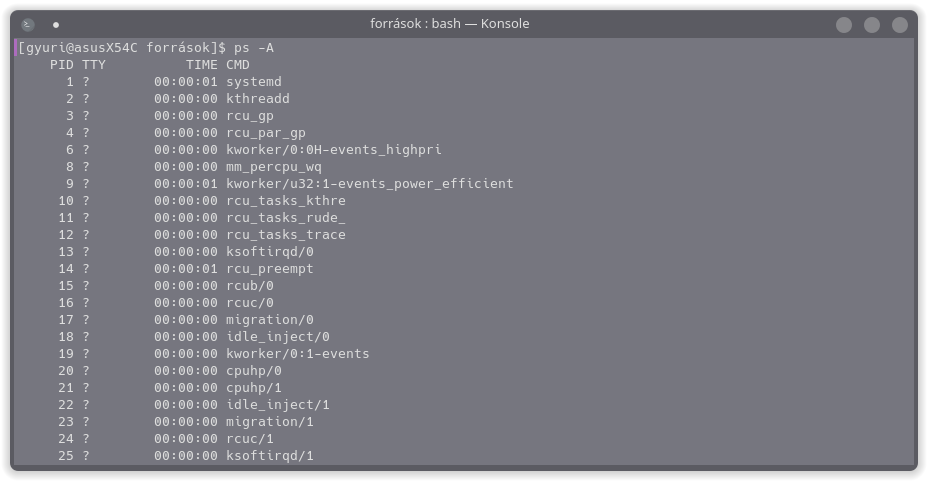 források : bash — Konsole
[gyuri@asusX54C források]$ ps -A
    PID TTY          TIME CMD
      1 ?        00:00:01 systemd
      2 ?        00:00:00 kthreadd
      3 ?        00:00:00 rcu_gp
      4 ?        00:00:00 rcu_par_gp
      6 ?        00:00:00 kworker/0:0H-events_highpri
      8 ?        00:00:00 mm_percpu_wq
      9 ?        00:00:01 kworker/u32:1-events_power_efficient
     10 ?        00:00:00 rcu_tasks_kthre
     11 ?        00:00:00 rcu_tasks_rude_
     12 ?        00:00:00 rcu_tasks_trace
     13 ?        00:00:00 ksoftirqd/0
     14 ?        00:00:01 rcu_preempt
     15 ?        00:00:00 rcub/0
     16 ?        00:00:00 rcuc/0
     17 ?        00:00:00 migration/0
     18 ?        00:00:00 idle_inject/0
     19 ?        00:00:00 kworker/0:1-events
     20 ?        00:00:00 cpuhp/0
     21 ?        00:00:00 cpuhp/1
     22 ?        00:00:00 idle_inject/1
     23 ?        00:00:00 migration/1
     24 ?        00:00:00 rcuc/1
     25 ?        00:00:00 ksoftirqd/1